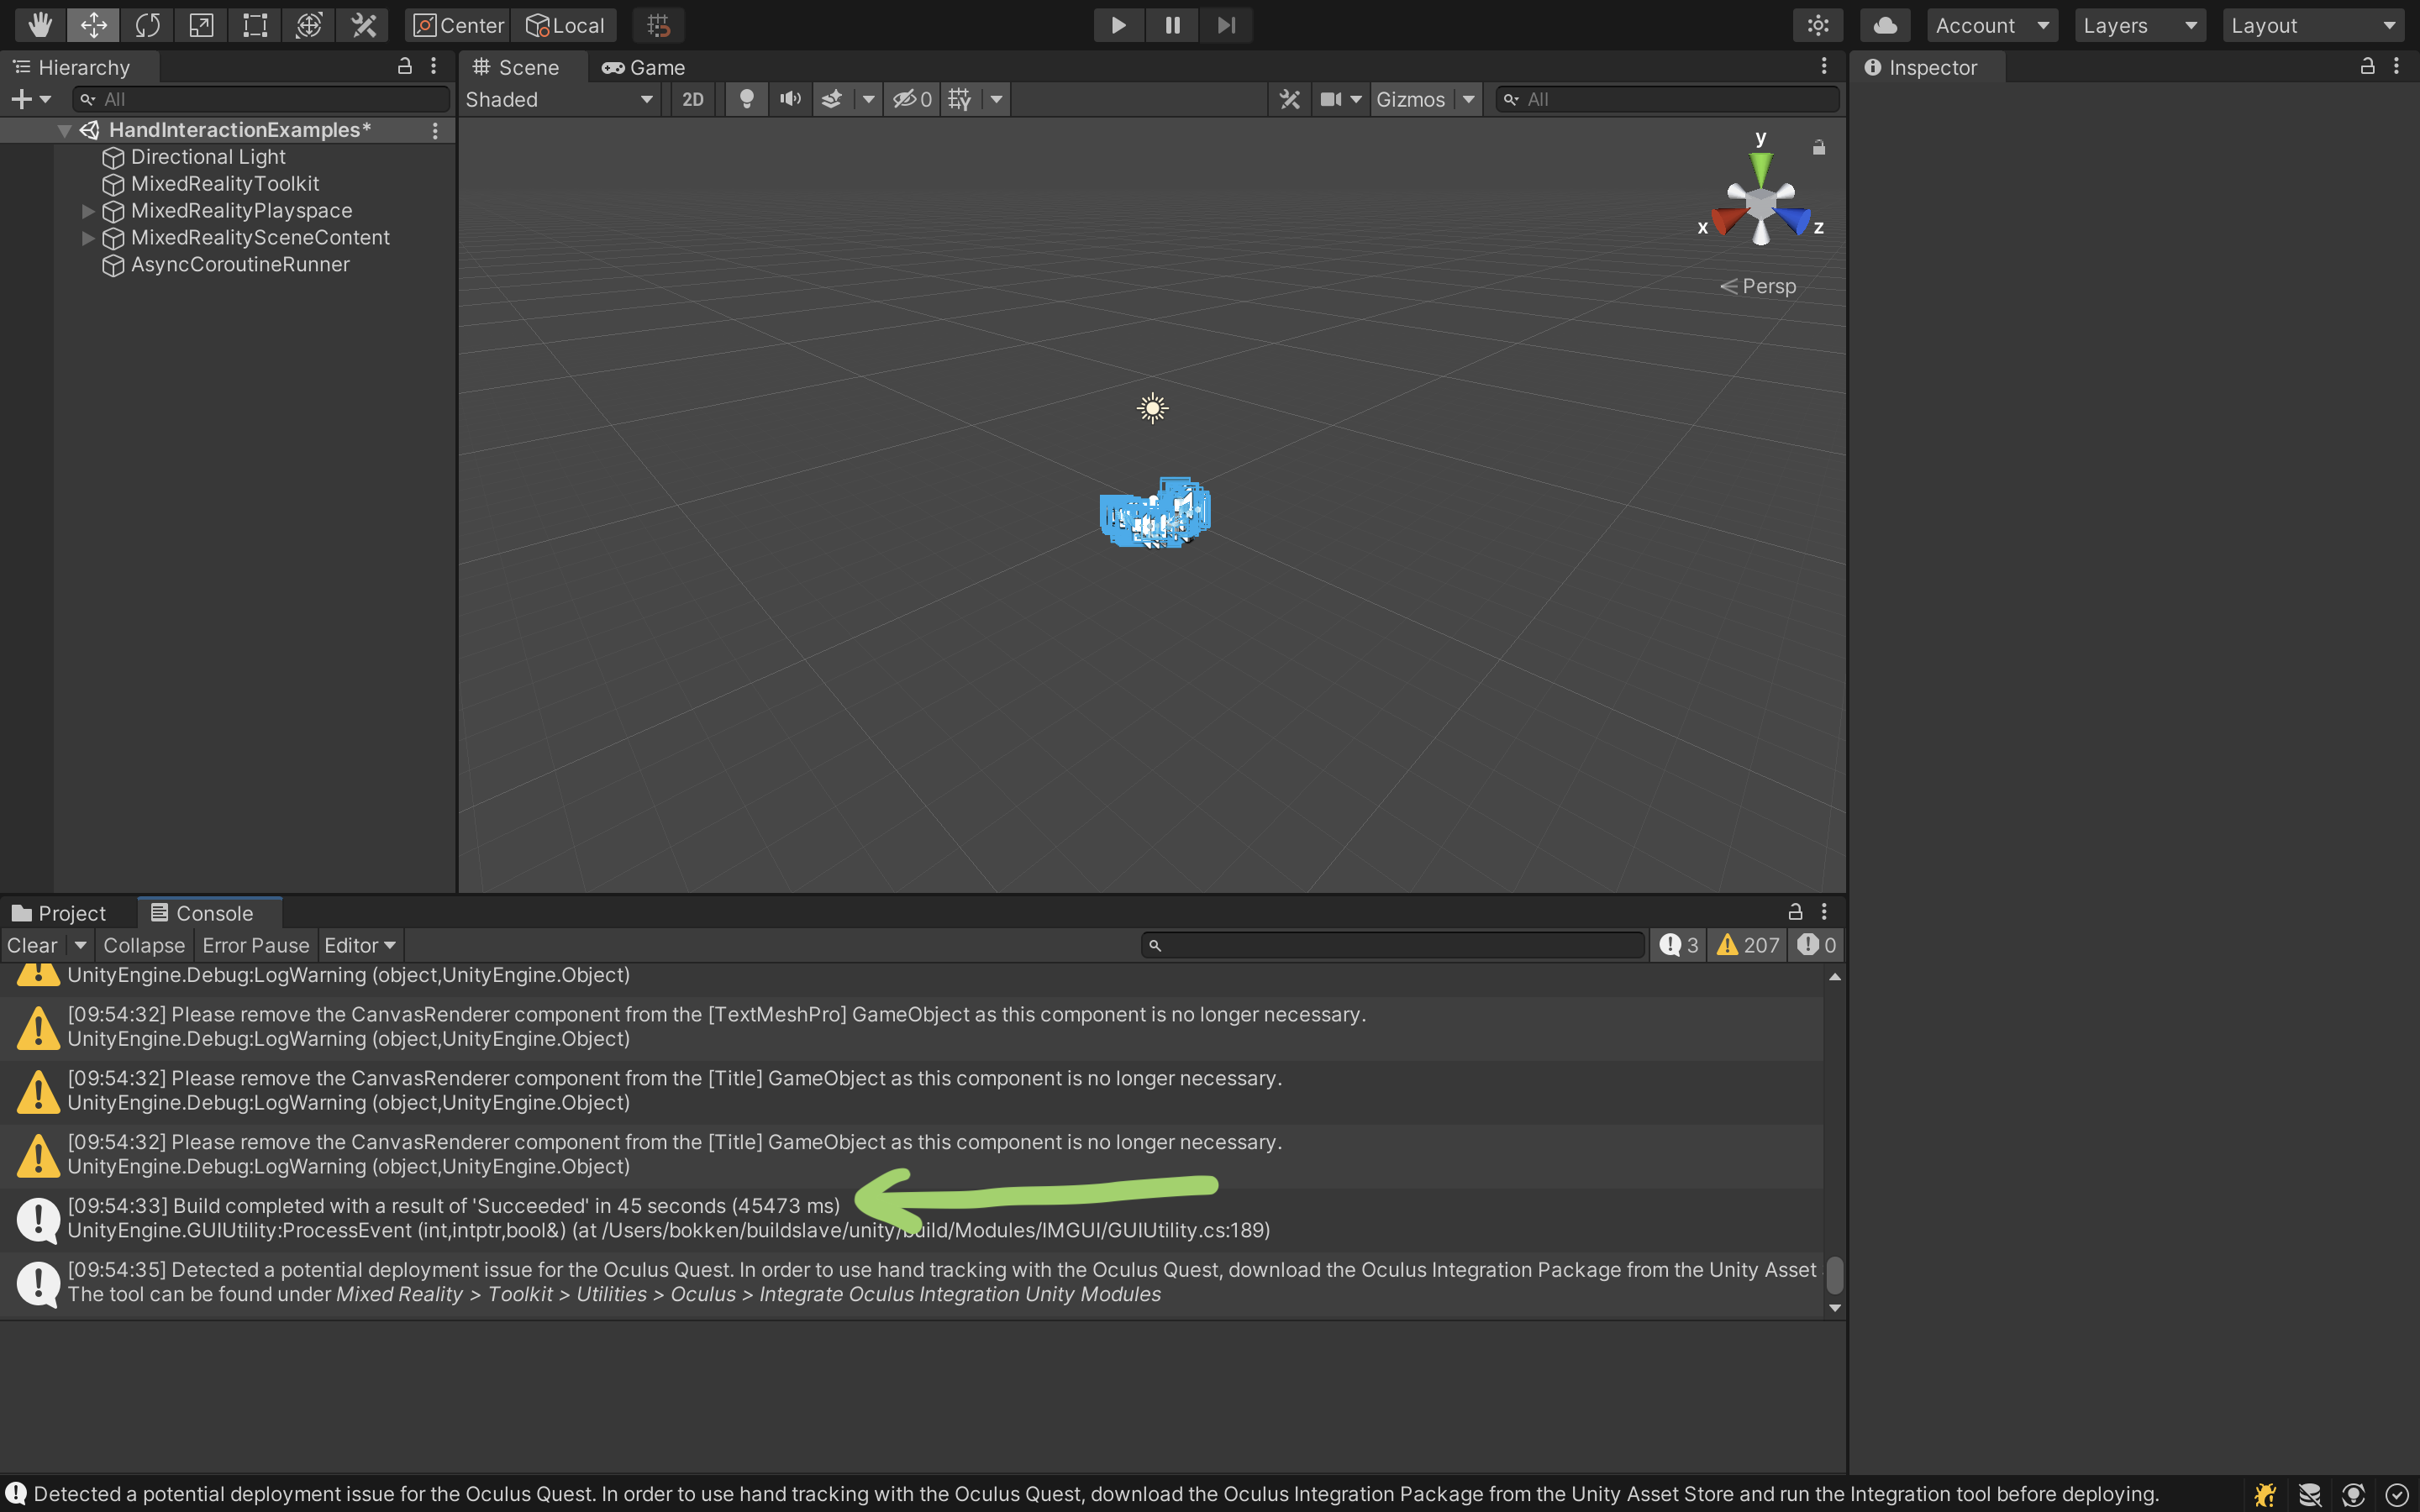 Center
Local
Account
Layers
Layout
Hierarchy
All
HandInteractionExamples*
Directional Light
MixedRealityToolkit
MixedRealityPlayspace
MixedRealitySceneContent
AsyncCoroutineRunner
Scene
Game
Shaded
2D
0
Gizmos
All
y
x
z
Persp
Inspector
Project
Console
Clear
Collapse
Error Pause
Editor
3
207
0
UnityEngine.Debug:LogWarning (object,UnityEngine.Object)
[09:54:32] Please remove the CanvasRenderer component from the [TextMeshPro] GameObject as this component is no longer necessary.
UnityEngine.Debug:LogWarning (object,UnityEngine.Object)
[09:54:32] Please remove the CanvasRenderer component from the [Title] GameObject as this component is no longer necessary.
UnityEngine.Debug:LogWarning (object,UnityEngine.Object)
[09:54:32] Please remove the CanvasRenderer component from the [Title] GameObject as this component is no longer necessary.
UnityEngine.Debug:LogWarning (object,UnityEngine.Object)
[09:54:33] Build completed with a result of 'Succeeded' in 45 seconds (45473 ms)
UnityEngine.GUIUtility:ProcessEvent (int,intptr,bool&) (at /Users/bokken/buildslave/unity/build/Modules/IMGUI/GUIUtility.cs:189)
[09:54:35] Detected a potential deployment issue for the Oculus Quest. In order to use hand tracking with the Oculus Quest, download the Oculus Integration Package from the Unity Asset
The tool can be found under Mixed Reality > Toolkit > Utilities > Oculus > Integrate Oculus Integration Unity Modules
Detected a potential deployment issue for the Oculus Quest. In order to use hand tracking with the Oculus Quest, download the Oculus Integration Package from the Unity Asset Store and run the Integration tool before deploying.